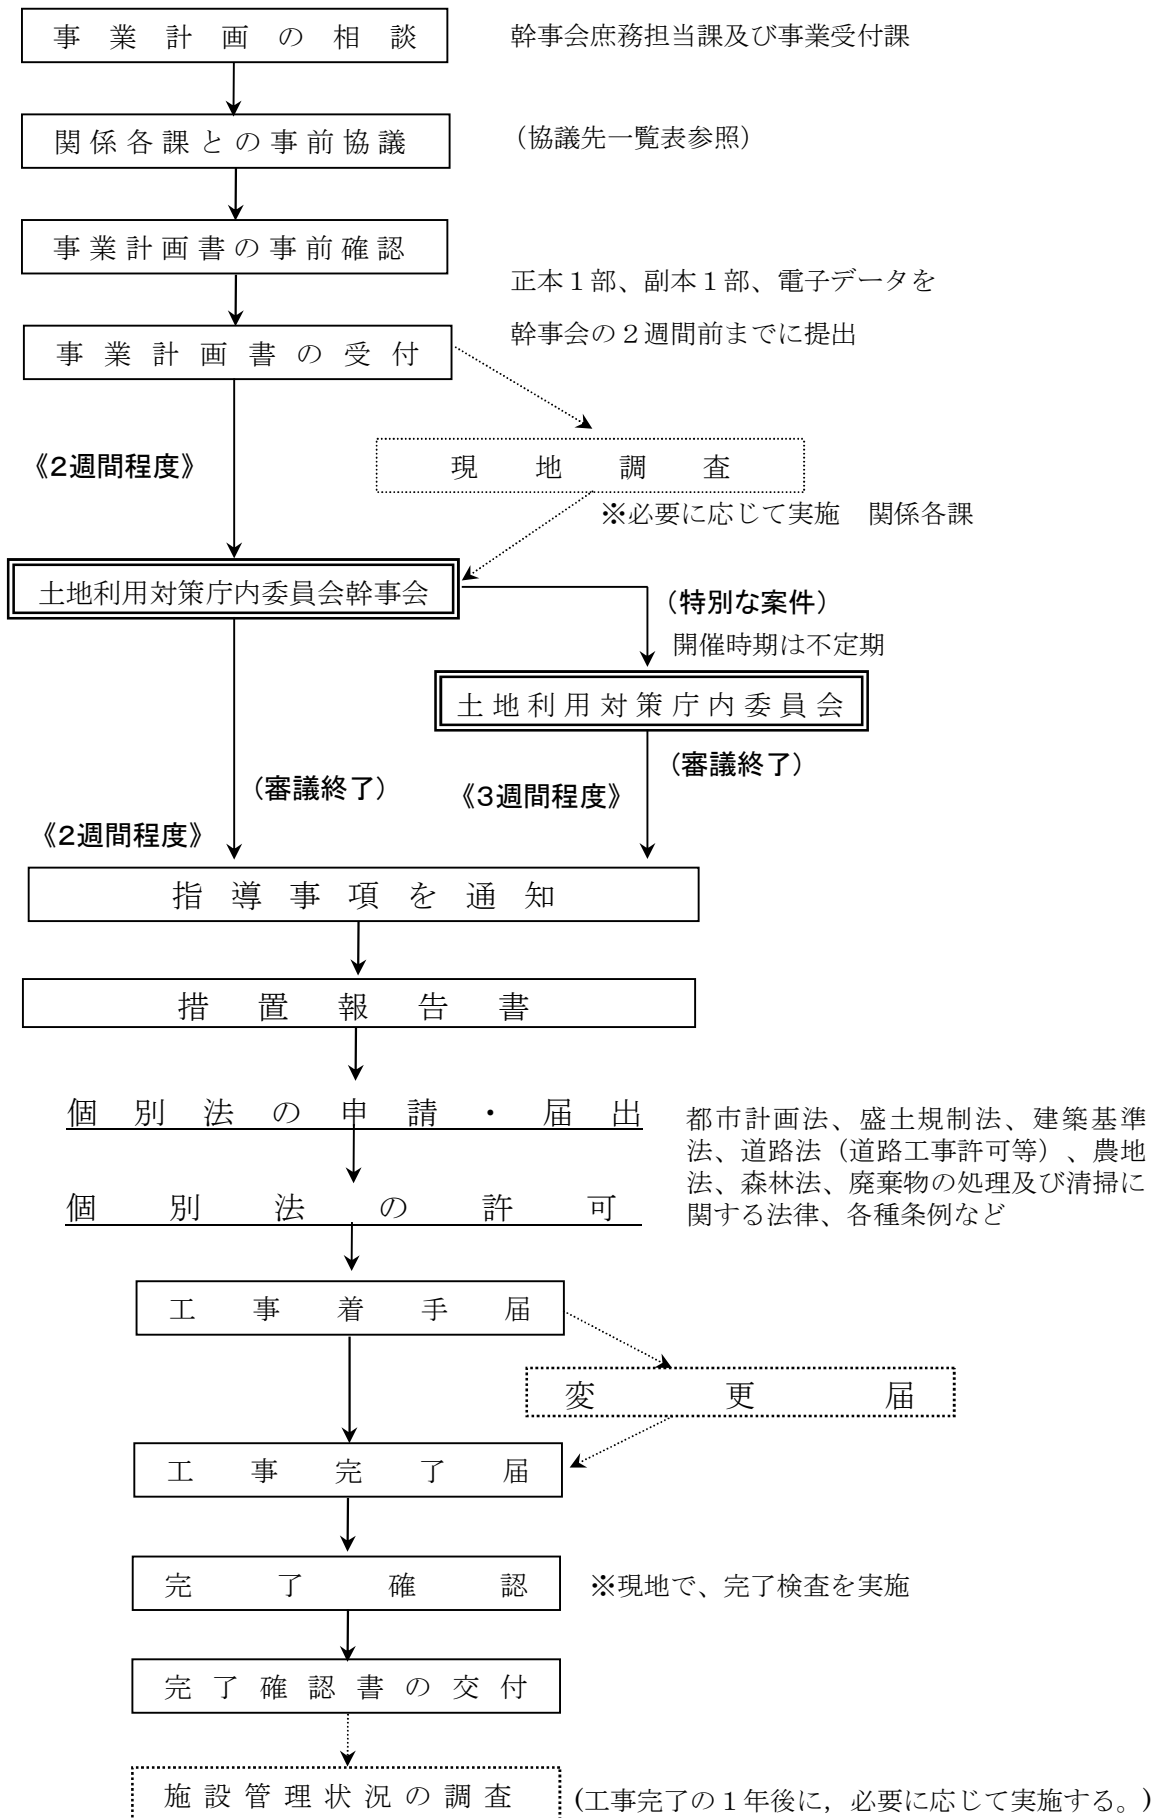 事業計画の相談
幹事会庶務担当課及び事業受付課
関係各課との事前協議
（協議先一覧表参照）
事業計画書の事前確認
正本１部、副本１部、電子データを
幹事会の２週間前までに提出
事業計画書の受付
現地調査
《2週間程度》
※必要に応じて実施　関係各課
土地利用対策庁内委員会幹事会
（特別な案件）
開催時期は不定期
土地利用対策庁内委員会
（審議終了）
（審議終了）
《3週間程度》
《2週間程度》
指導事項を通知
措置報告書
個別法の申請・届出
都市計画法、盛土規制法、建築基準
法、道路法（道路工事許可等）、農地
法、森林法、廃棄物の処理及び清掃に
関する法律、各種条例など
個別法の許可
工事着手届
変更届
工事完了届
完了確認
※現地で、完了検査を実施
完了確認書の交付
施設管理状況の調査
(工事完了の１年後に，必要に応じて実施する。)